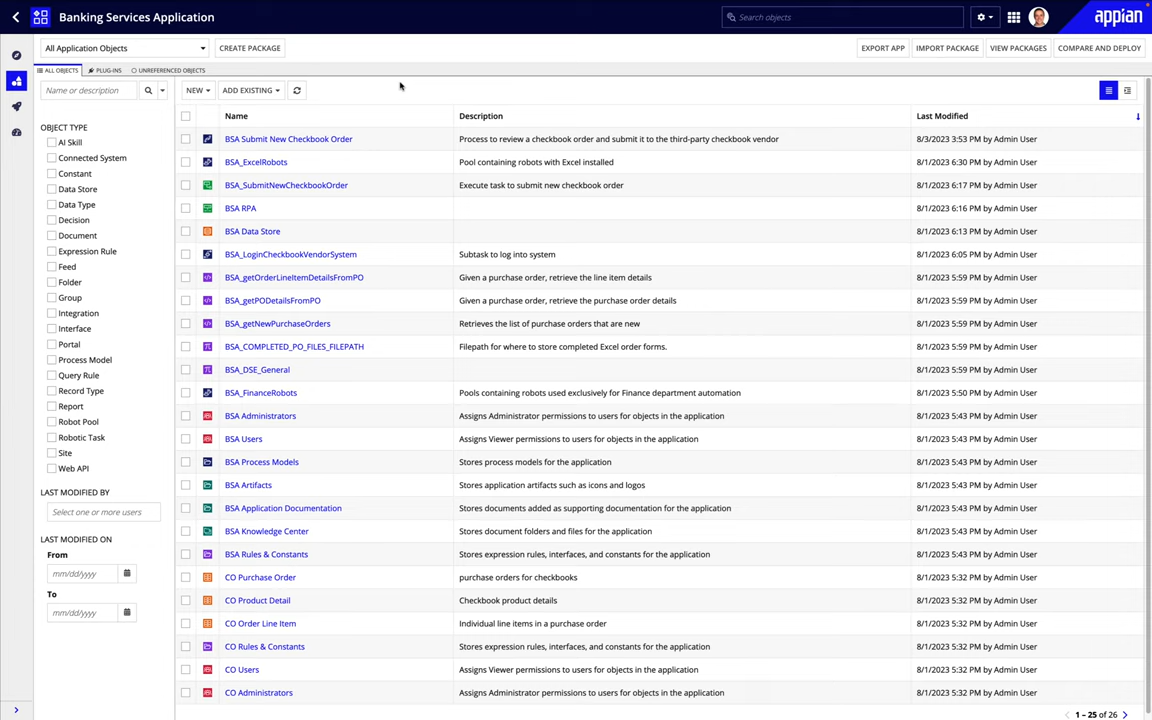 Banking Services Application
Search objects
appian
All Application Objects
CREATE PACKAGE
EXPORT APP
IMPORT PACKAGE
VIEW PACKAGES
COMPARE AND DEPLOY
ALL OBJECTS
PLUG-INS
UNREFERENCED OBJECTS
Name or description
NEW
ADD EXISTING
OBJECT TYPE
AI Skill
Connected System
Constant
Data Store
Data Type
Decision
Document
Expression Rule
Feed
Folder
Group
Integration
Interface
Portal
Process Model
Query Rule
Record Type
Report
Robot Pool
Robotic Task
Site
Web API
LAST MODIFIED BY
Select one or more users
LAST MODIFIED ON
From
mm/dd/yyyy
To
mm/dd/yyyy
Name Description Last Modified
BSA Submit New Checkbook Order Process to review a checkbook order and submit it to the third-party checkbook vendor 8/3/2023 3:53 PM by Admin User
BSA_ExcelRobots Pool containing robots with Excel installed 8/1/2023 6:30 PM by Admin User
BSA_SubmitNewCheckbookOrder Execute task to submit new checkbook order 8/1/2023 6:17 PM by Admin User
BSA RPA 8/1/2023 6:16 PM by Admin User
BSA Data Store 8/1/2023 6:13 PM by Admin User
BSA_LoginCheckbookVendorSystem Subtask to log into system 8/1/2023 6:05 PM by Admin User
BSA_getOrderLineItemDetailsFromPO Given a purchase order, retrieve the line item details 8/1/2023 5:59 PM by Admin User
BSA_getPODetailsFromPO Given a purchase order, retrieve the purchase order details 8/1/2023 5:59 PM by Admin User
BSA_getNewPurchaseOrders Retrieves the list of purchase orders that are new 8/1/2023 5:59 PM by Admin User
BSA_COMPLETED_PO_FILES_FILEPATH Filepath for where to store completed Excel order forms. 8/1/2023 5:59 PM by Admin User
BSA_DSE_General 8/1/2023 5:59 PM by Admin User
BSA_FinanceRobots Pools containing robots used exclusively for Finance department automation 8/1/2023 5:50 PM by Admin User
BSA Administrators Assigns Administrator permissions to users for objects in the application 8/1/2023 5:43 PM by Admin User
BSA Users Assigns Viewer permissions to users for objects in the application 8/1/2023 5:43 PM by Admin User
BSA Process Models Stores process models for the application 8/1/2023 5:43 PM by Admin User
BSA Artifacts Stores application artifacts such as icons and logos 8/1/2023 5:43 PM by Admin User
BSA Application Documentation Stores documents added as supporting documentation for the application 8/1/2023 5:43 PM by Admin User
BSA Knowledge Center Stores document folders and files for the application 8/1/2023 5:43 PM by Admin User
BSA Rules & Constants Stores expression rules, interfaces, and constants for the application 8/1/2023 5:43 PM by Admin User
CO Purchase Order purchase orders for checkbooks 8/1/2023 5:32 PM by Admin User
CO Product Detail Checkbook product details 8/1/2023 5:32 PM by Admin User
CO Order Line Item Individual line items in a purchase order 8/1/2023 5:32 PM by Admin User
CO Rules & Constants Stores expression rules, interfaces, and constants for the application 8/1/2023 5:32 PM by Admin User
CO Users Assigns Viewer permissions to users for objects in the application 8/1/2023 5:32 PM by Admin User
CO Administrators Assigns Administrator permissions to users for objects in the application 8/1/2023 5:32 PM by Admin User
1 – 25 of 26